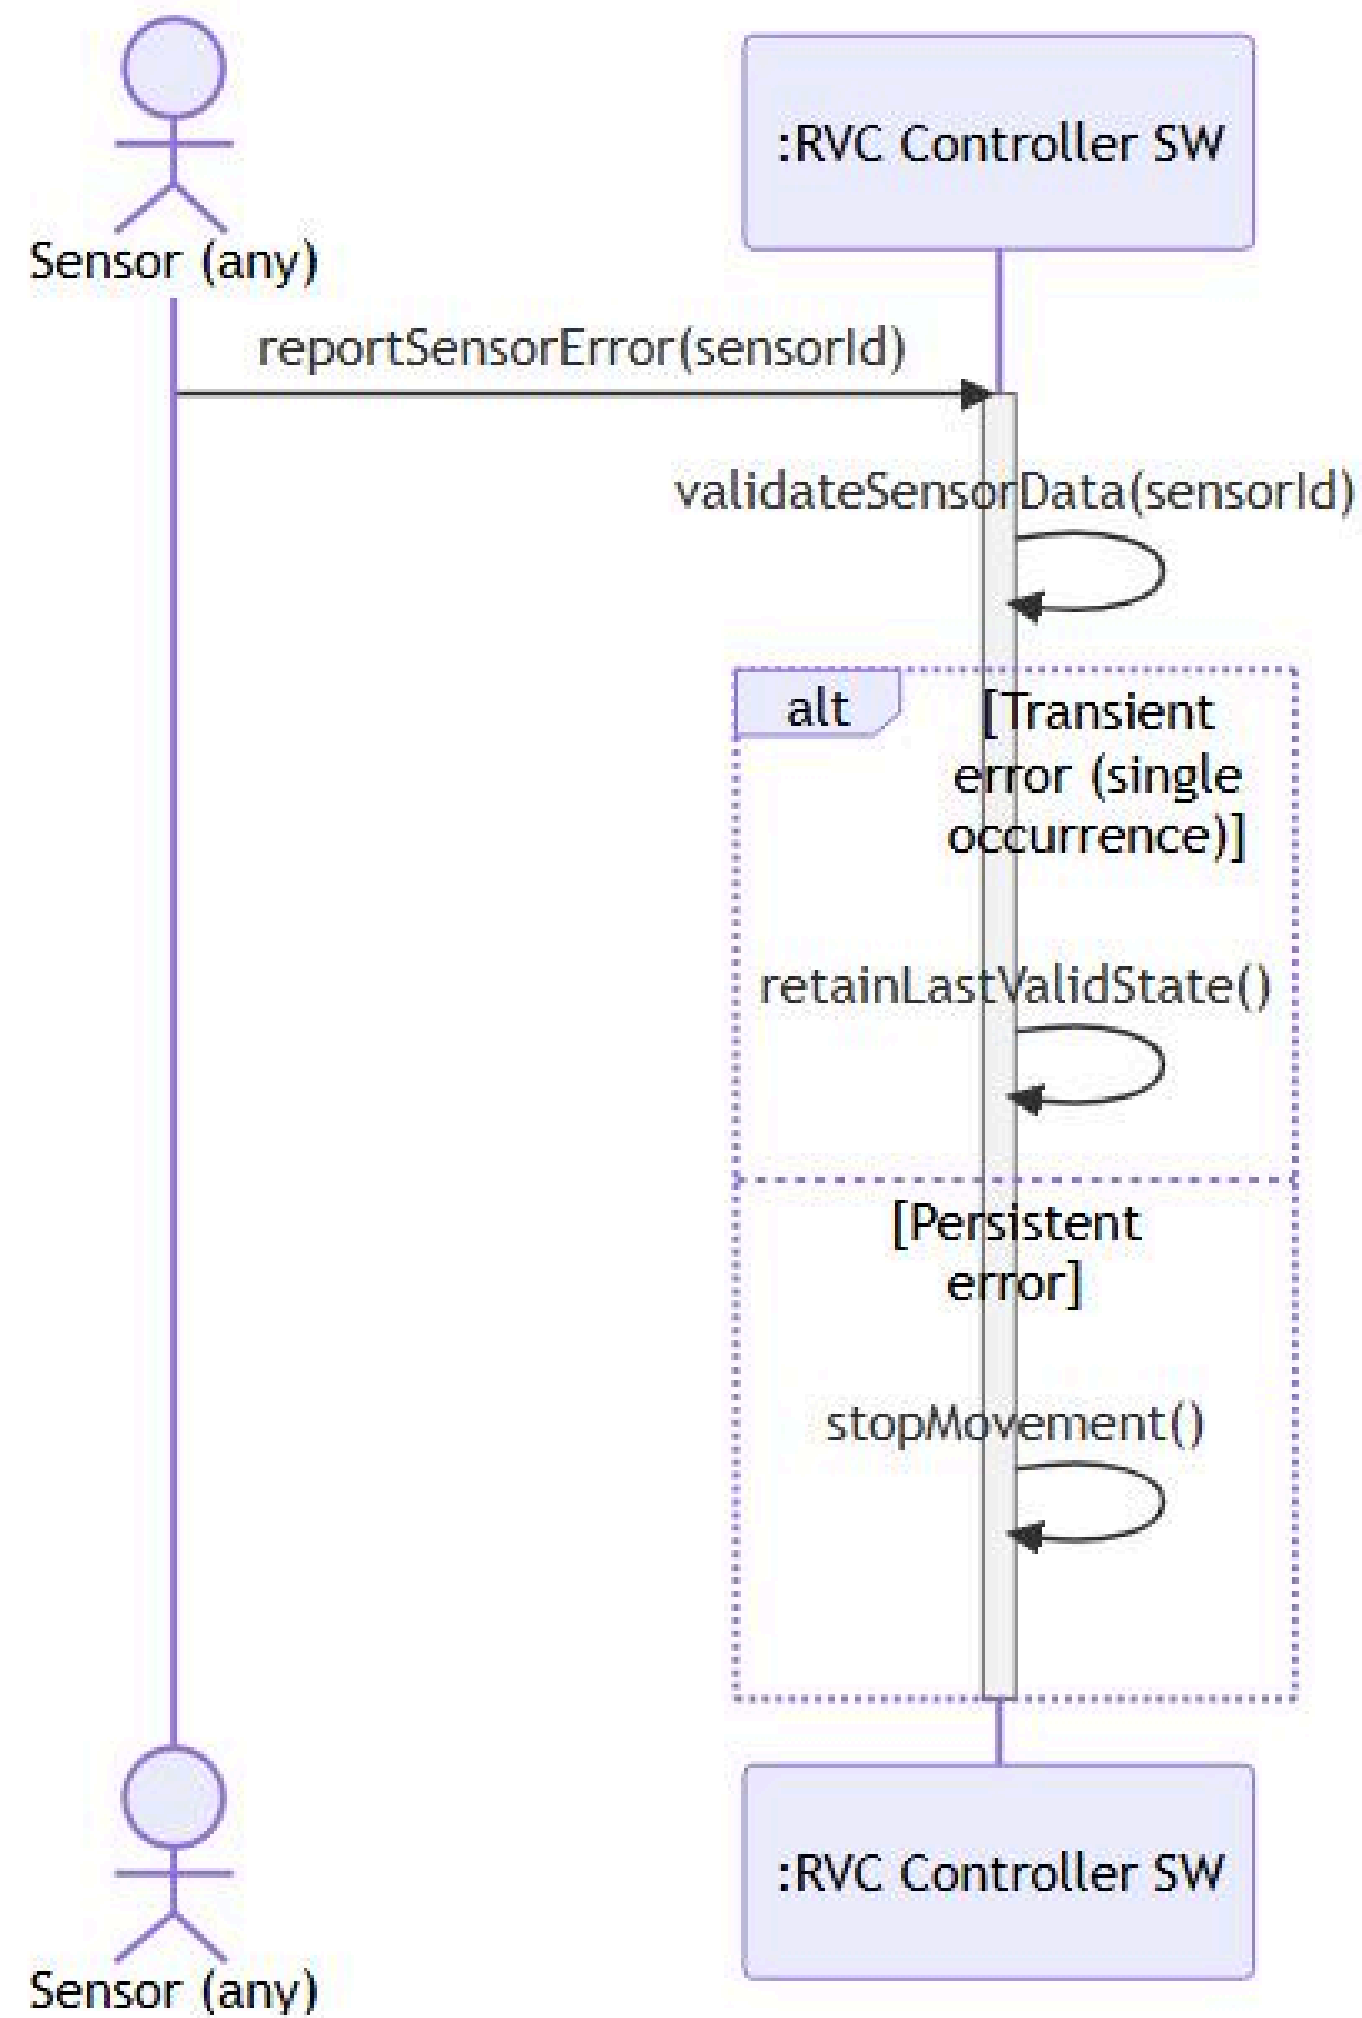 :RVC Controller SW
Sensor (any)
reportSensorError(sensorId)
validateSensorData(sensorId)
alt
[Transient
error (single
occurrence)]
retainLastValidState()
[Persistent
error]
stopMovement()
:RVC Controller SW
Sensor (any)